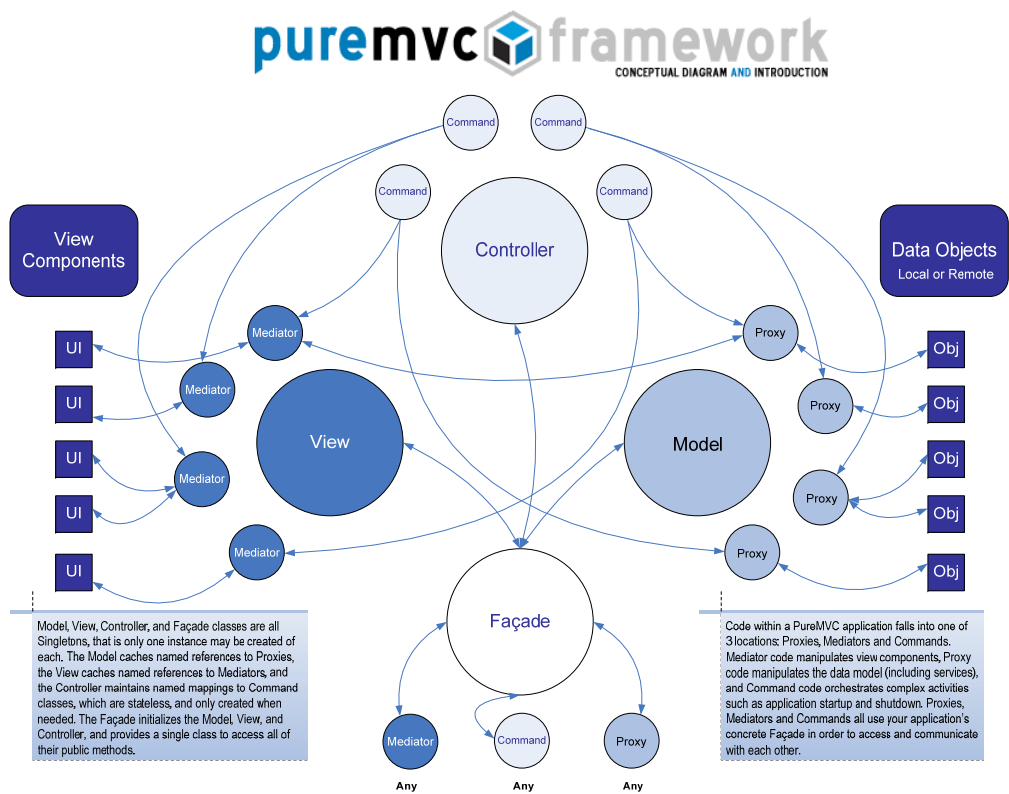 puremvc framework
CONCEPTUAL DIAGRAM AND INTRODUCTION
Command
Command
Command
Command
Controller
View
Components
Data Objects
Local or Remote
Mediator
Proxy
UI
Obj
Mediator
Proxy
UI
Obj
View
Model
UI
Obj
Mediator
Proxy
UI
Obj
Mediator
Proxy
UI
Obj
Façade
Model, View, Controller, and Façade classes are all
Singletons, that is only one instance may be created of
each. The Model caches named references to Proxies,
the View caches named references to Mediators, and
the Controller maintains named mappings to Command
classes, which are stateless, and only created when
needed. The Façade initializes the Model, View, and
Controller, and provides a single class to access all of
their public methods.
Code within a PureMVC application falls into one of
3 locations: Proxies, Mediators and Commands.
Mediator code manipulates view components, Proxy
code manipulates the data model (including services),
and Command code orchestrates complex activities
such as application startup and shutdown. Proxies,
Mediators and Commands all use your application's
concrete Façade in order to access and communicate
with each other.
Mediator
Command
Proxy
Any
Any
Any